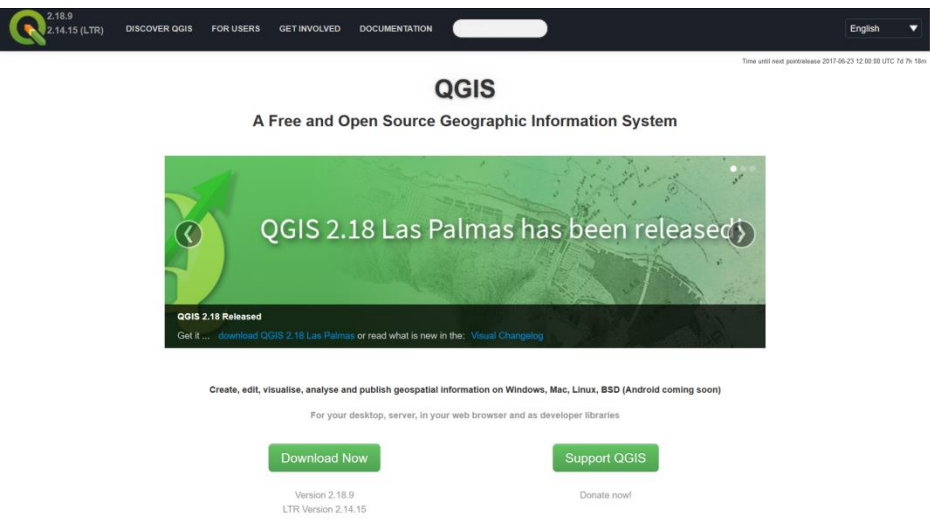 2.18.9
2.14.15 (LTR)
DISCOVER QGIS FOR USERS GET INVOLVED DOCUMENTATION
English
Time until next pointrelease 2017-06-23 12:00:00 UTC 7d 7h 18m
QGIS
A Free and Open Source Geographic Information System
QGIS 2.18 Las Palmas has been released!
QGIS 2.18 Released
Get it ... download QGIS 2.18 Las Palmas or read what is new in the: Visual Changelog
Create, edit, visualise, analyse and publish geospatial information on Windows, Mac, Linux, BSD (Android coming soon)
For your desktop, server, in your web browser and as developer libraries
Download Now
Support QGIS
Version 2.18.9
Donate now!
LTR Version 2.14.15